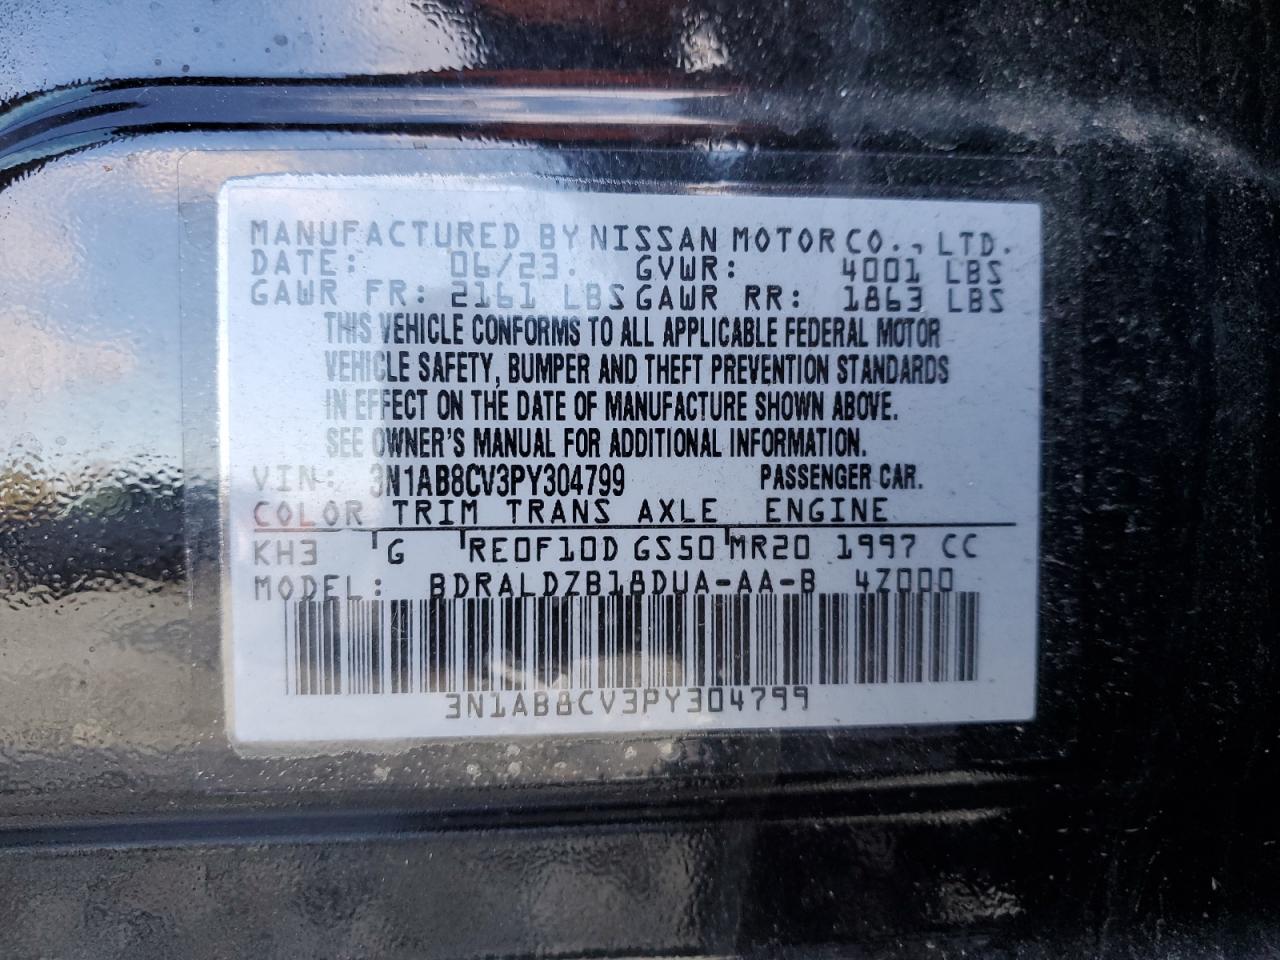 MANUFACTURED BY NISSAN MOTOR CO., LTD.
DATE: 06/23. GVWR: 4001 LBS
GAWR FR: 2161 LBS GAWR RR: 1863 LBS
THIS VEHICLE CONFORMS TO ALL APPLICABLE FEDERAL MOTOR
VEHICLE SAFETY, BUMPER AND THEFT PREVENTION STANDARDS
IN EFFECT ON THE DATE OF MANUFACTURE SHOWN ABOVE.
SEE OWNER'S MANUAL FOR ADDITIONAL INFORMATION.
VIN: 3N1AB8CV3PY304799 PASSENGER CAR.
COLOR TRIM TRANS AXLE ENGINE
KH3 G RE0F10D GS50 MR20 1997 CC
MODEL: BDRALDZB18DUA-AA-B 4Z000
3N1AB8CV3PY304799